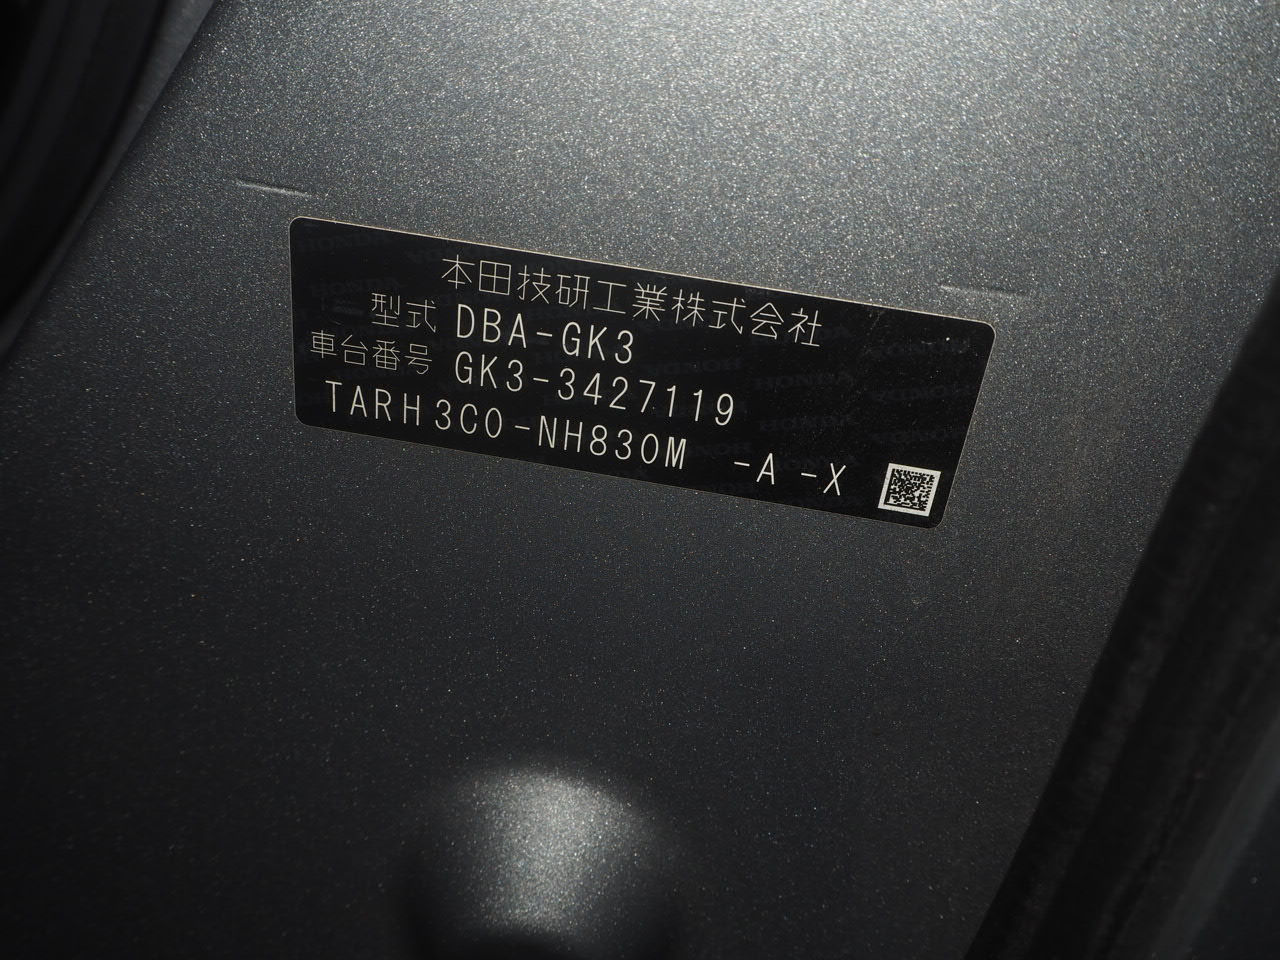 本田技研工業株式会社
型式 DBA-GK3
車台番号 GK3-3427119
TARH3C0-NH830M -A -X